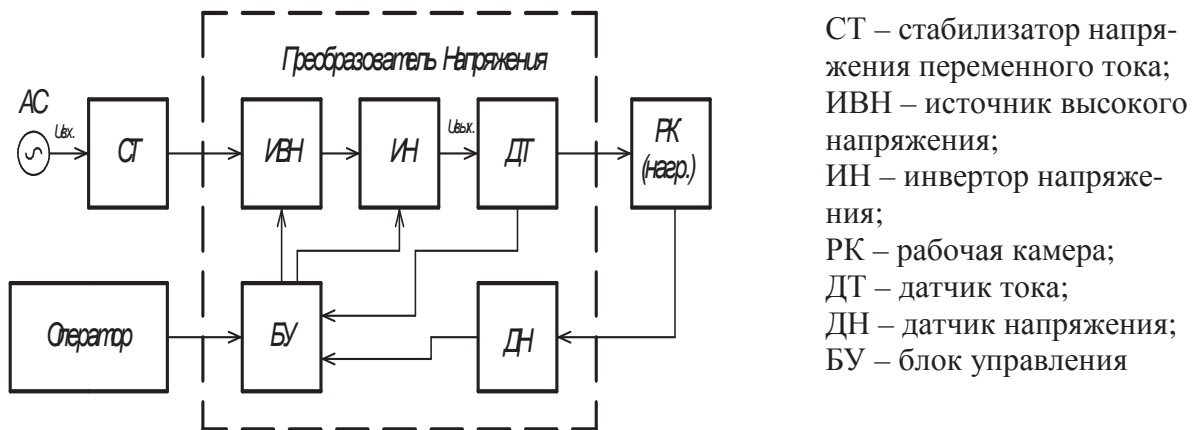 Преобразователь Напряжения
АС
Uвх.
СТ
ИВН
ИН
Uвых.
ДТ
РК
(нагр.)
Оператор
БУ
ДН
СТ – стабилизатор напря-
жения переменного тока;
ИВН – источник высокого
напряжения;
ИН – инвертор напряже-
ния;
РК – рабочая камера;
ДТ – датчик тока;
ДН – датчик напряжения;
БУ – блок управления